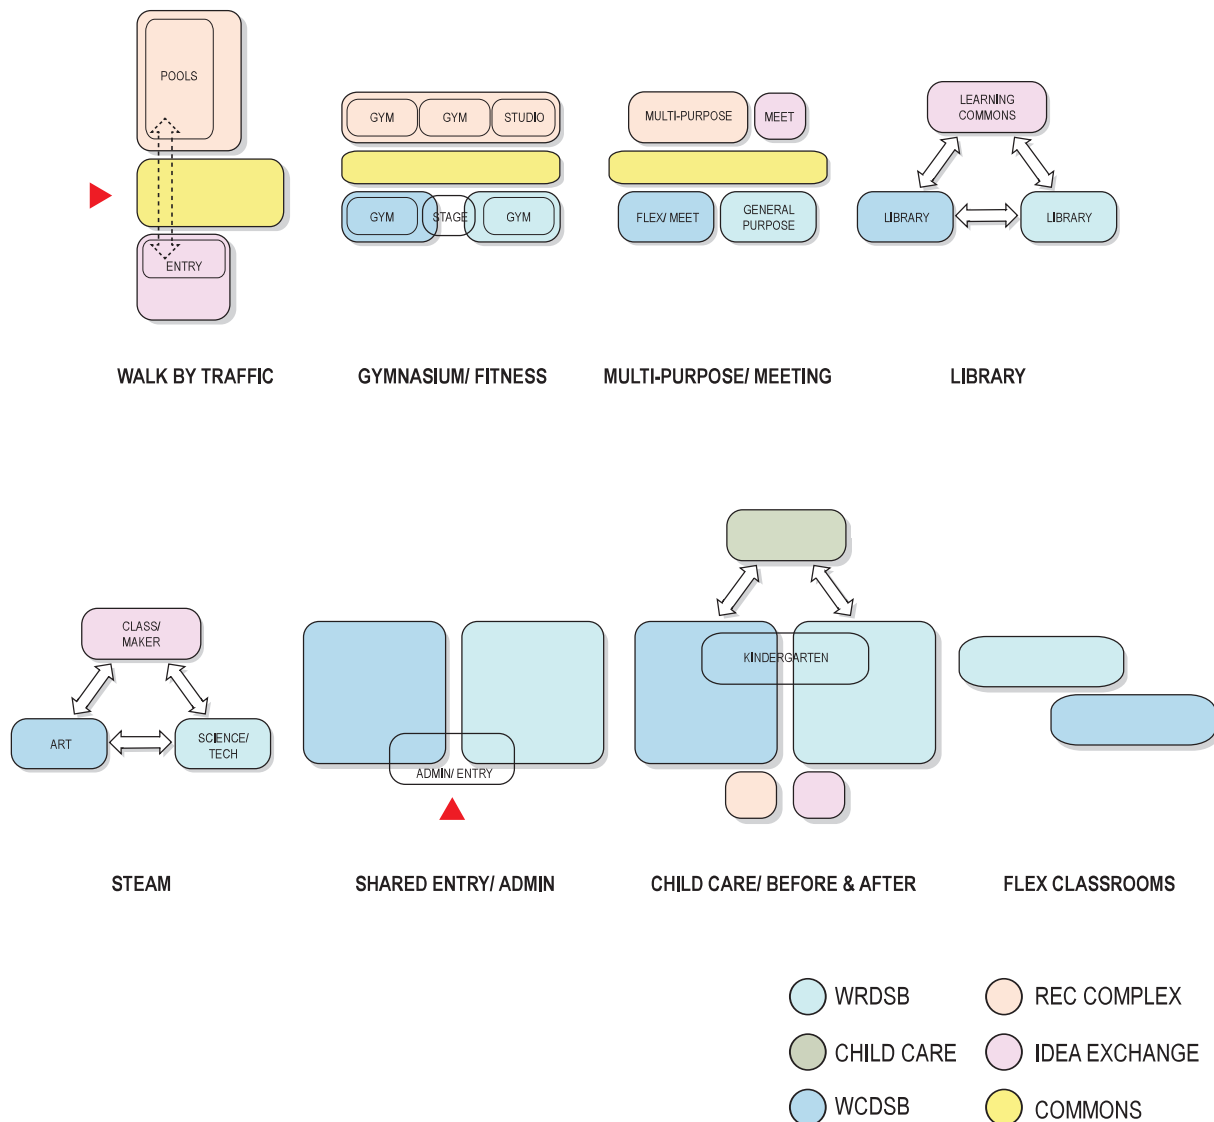 POOLS
ENTRY
WALK BY TRAFFIC
GYM
GYM
STUDIO
GYM
STAGE
GYM
GYMNASIUM/ FITNESS
MULTI-PURPOSE
MEET
FLEX/ MEET
GENERAL
PURPOSE
MULTI-PURPOSE/ MEETING
LEARNING
COMMONS
LIBRARY
LIBRARY
LIBRARY
CLASS/
MAKER
ART
SCIENCE/
TECH
STEAM
ADMIN/ ENTRY
SHARED ENTRY/ ADMIN
KINDERGARTEN
CHILD CARE/ BEFORE & AFTER
FLEX CLASSROOMS
WRDSB
REC COMPLEX
CHILD CARE
IDEA EXCHANGE
WCDSB
COMMONS